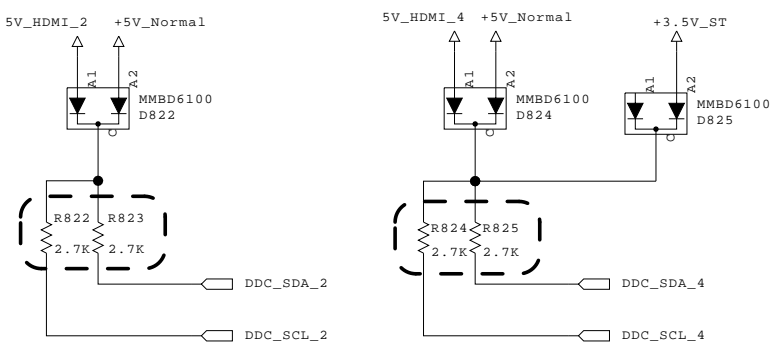 5V_HDMI_2 +5V_Normal
A1
A2
MMBD6100
D822
C
R822 R823
2.7K 2.7K
DDC_SDA_2
DDC_SCL_2
5V_HDMI_4 +5V_Normal
A1
A2
MMBD6100
D824
C
+3.5V_ST
A1
A2
MMBD6100
D825
C
R824 R825
2.7K 2.7K
DDC_SDA_4
DDC_SCL_4